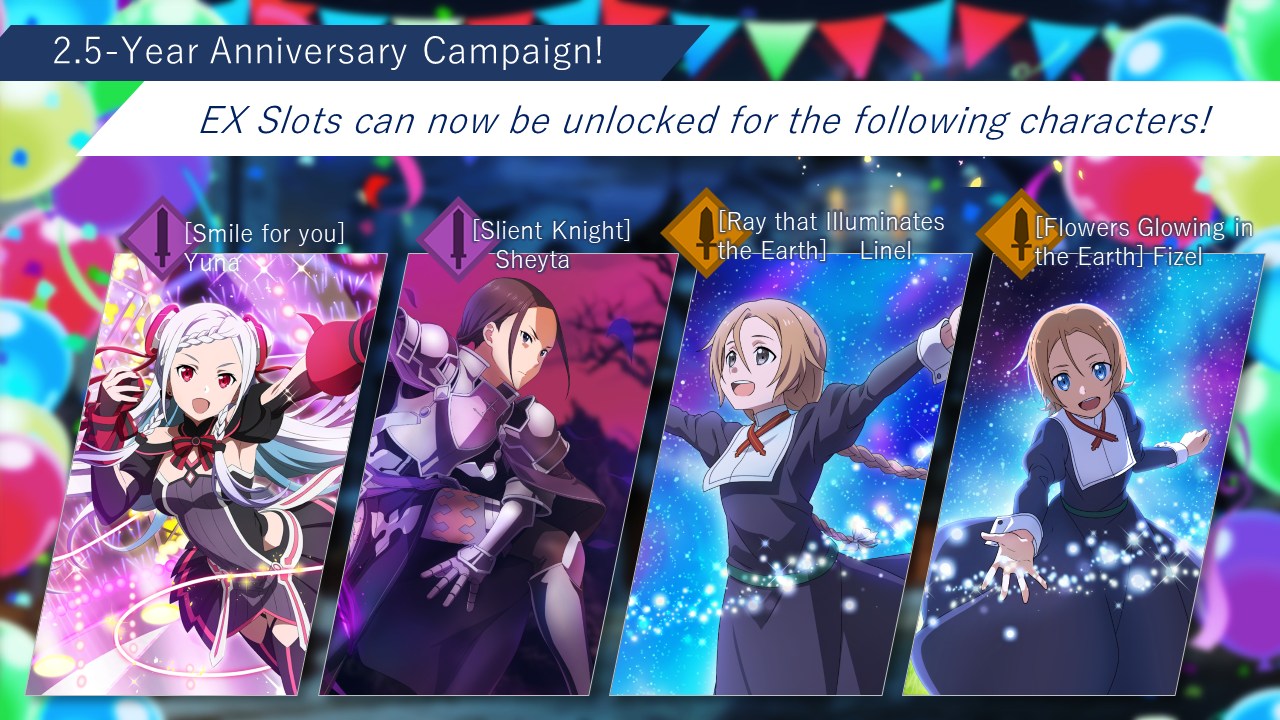 2.5-Year Anniversary Campaign!
EX Slots can now be unlocked for the following characters!
[Smile for you]
Yuna
[Slient Knight]
Sheyta
[Ray that Illuminates
the Earth] Linel
[Flowers Glowing in
the Earth] Fizel